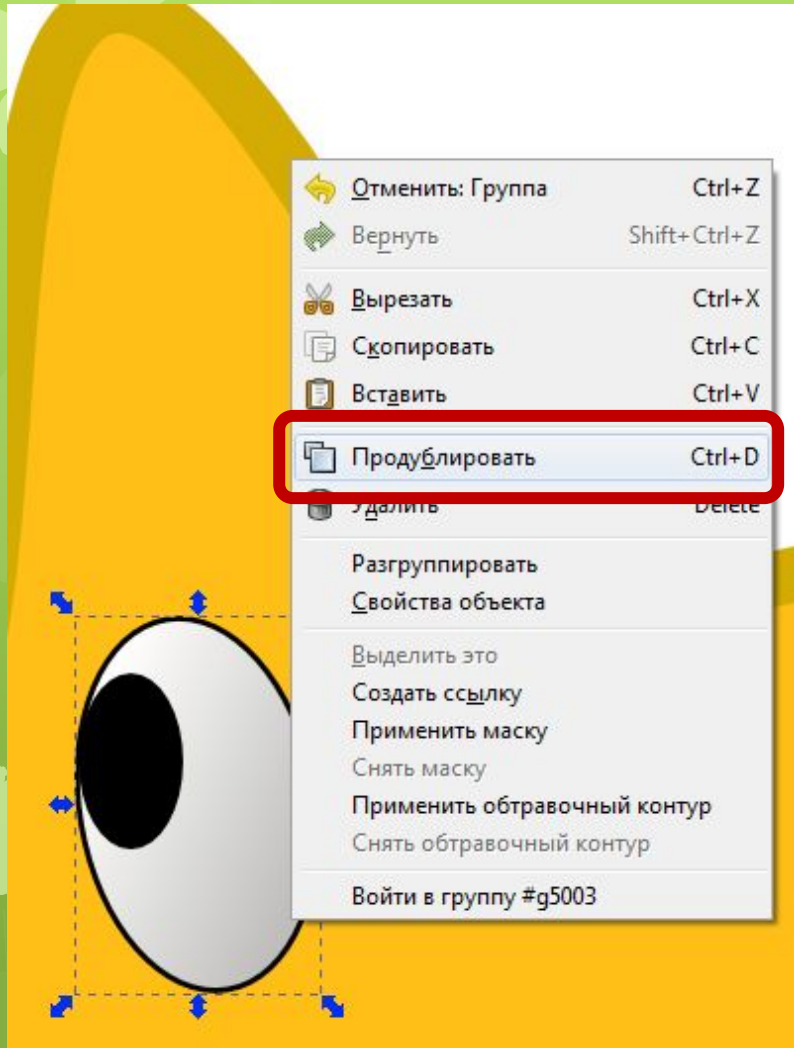 Отменить: Группа Ctrl+Z
Вернуть Shift+Ctrl+Z
Вырезать Ctrl+X
Скопировать Ctrl+C
Вставить Ctrl+V
Продублировать Ctrl+D
Удалить Delete
Разгруппировать
Свойства объекта
Выделить это
Создать ссылку
Применить маску
Снять маску
Применить обтравочный контур
Снять обтравочный контур
Войти в группу #g5003